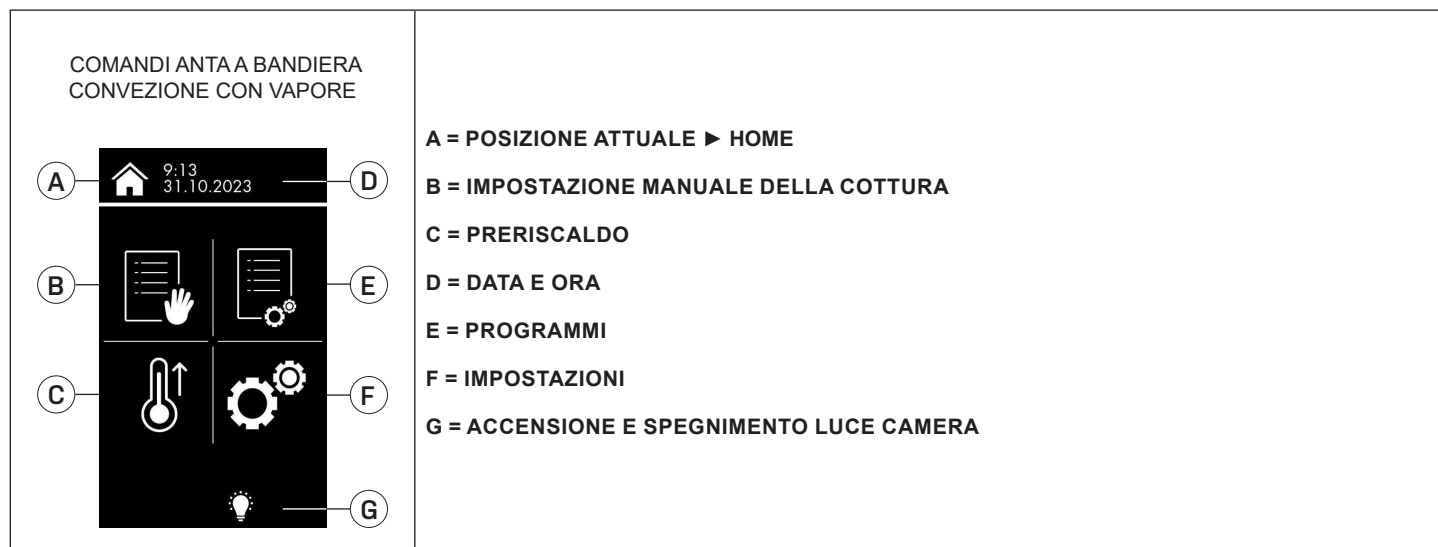 COMANDI ANTA A BANDIERA
CONVEZIONE CON VAPORE
A
9:13
31.10.2023
D
B
E
C
F
G
A = POSIZIONE ATTUALE ► HOME
B = IMPOSTAZIONE MANUALE DELLA COTTURA
C = PRERISCALDO
D = DATA E ORA
E = PROGRAMMI
F = IMPOSTAZIONI
G = ACCENSIONE E SPEGNIMENTO LUCE CAMERA